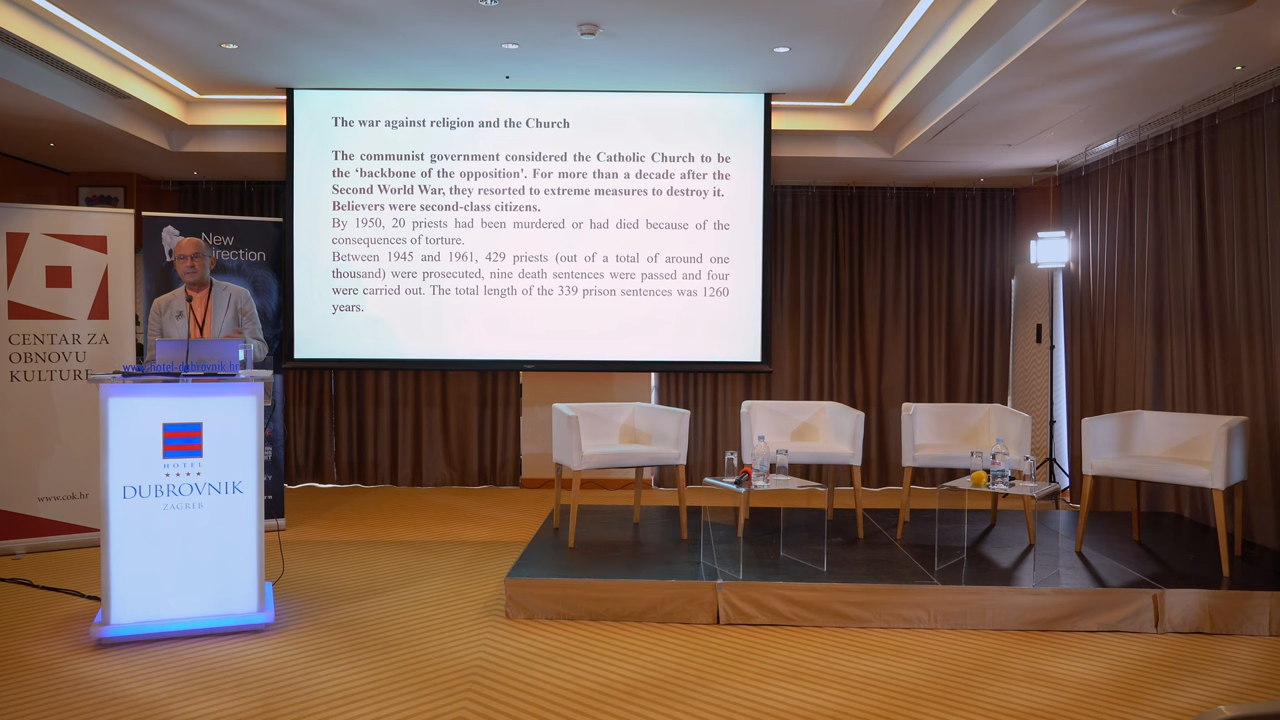 The war against religion and the Church
The communist government considered the Catholic Church to be
the ‘backbone of the opposition'. For more than a decade after the
Second World War, they resorted to extreme measures to destroy it.
Believers were second-class citizens.
By 1950, 20 priests had been murdered or had died because of the
consequences of torture.
Between 1945 and 1961, 429 priests (out of a total of around one
thousand) were prosecuted, nine death sentences were passed and four
were carried out. The total length of the 339 prison sentences was 1260
years.
CENTAR ZA
OBNOVU
KULTURE
www.cok.hr
New
irection
www.hotel-dubrovnik.hr
HOTEL
DUBROVNIK
ZAGREB